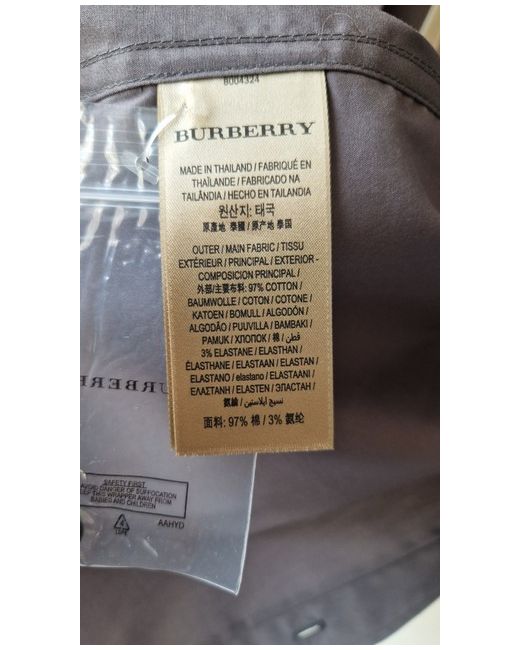 B004324
BURBERRY
MADE IN THAILAND / FABRIQUÉ EN
THAÏLANDE / FABRICADO NA
TAILÂNDIA / HECHO EN TAILANDIA
원산지: 태국
原產地 泰國 / 原产地 泰国
OUTER / MAIN FABRIC / TISSU
EXTÉRIEUR / PRINCIPAL / EXTERIOR -
COMPOSICION PRINCIPAL /
外部/主要布料: 97% COTTON /
BAUMWOLLE / COTON / COTONE /
KATOEN / BOMULL / ALGODÓN /
ALGODÃO / PUUVILLA / BAMBAKI /
PAMUK / ХЛОПОК / 棉 / قطن /
3% ELASTANE / ELASTHAN /
ÉLASTHANE / ELASTAAN / ELASTAN /
ELASTANO / elastano / ELASTAANI /
ΕΛΑΣΤΑΝΗ / ELASTEN / ЭЛАСТАН /
氨綸 / نسيج ايلاستين /
面料: 97% 棉 / 3% 氨纶
BURBER
SAFETY FIRST
AVOID DANGER OF SUFFOCATION
KEEP THIS WRAPPER AWAY FROM
BABIES AND CHILDREN
4
LDPE
AAHYD